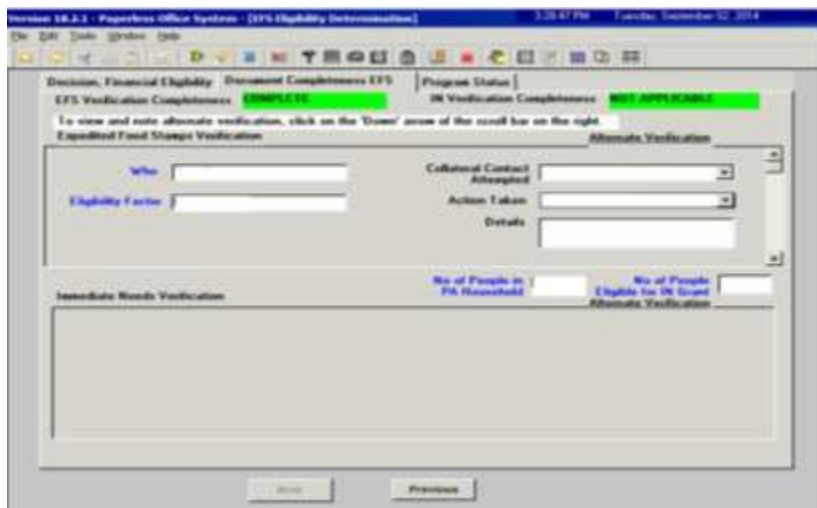 Version 18.2.1 - Paperless Office System - [EFS Eligibility Determination] 3:28:47 PM Tuesday, September 02, 2014
File Edit Tools Window Help
Decision, Financial Eligibility Document Completeness EFS Program Status
EFS Verification Completeness COMPLETE IN Verification Completeness NOT APPLICABLE
To view and note alternate verification, click on the 'Down' arrow of the scroll bar on the right.
Expedited Food Stamps Verification Alternate Verification
Who Collateral Contact Attempted
Eligibility Factor Action Taken
Details
No of People in PA Household No of People Eligible for IN Grant
Immediate Needs Verification Alternate Verification
Next Previous